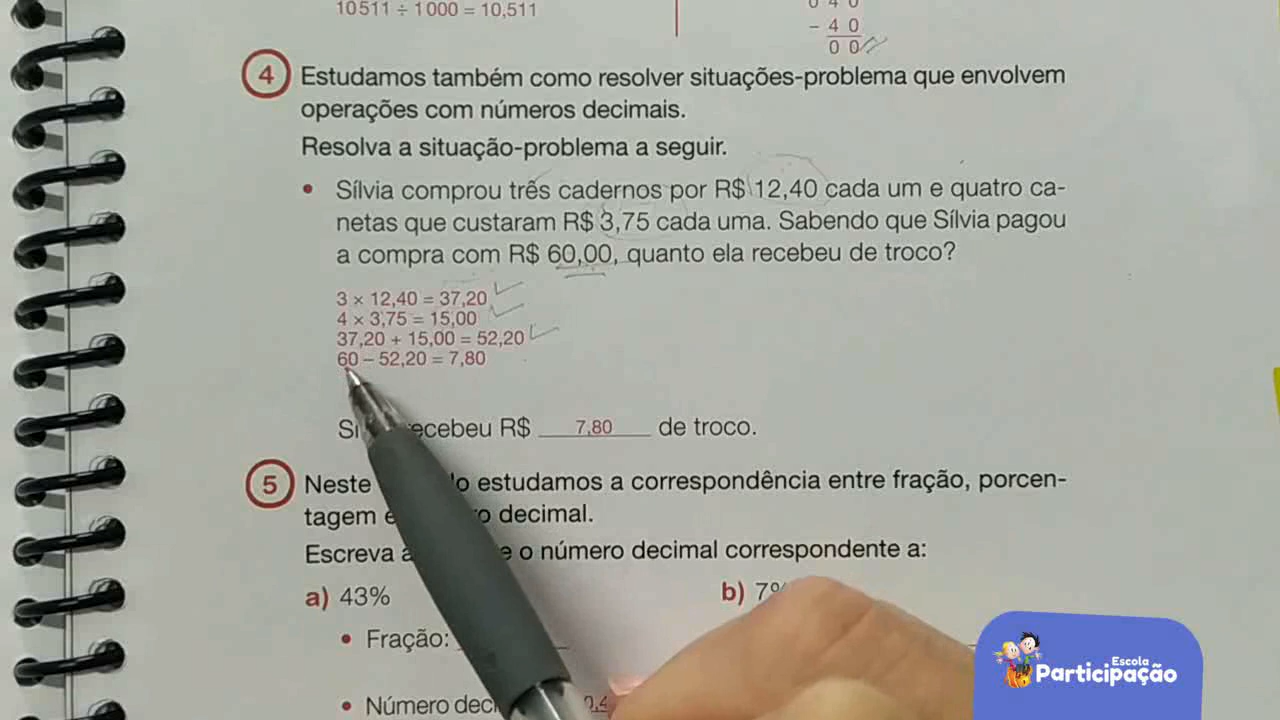 10 511 ÷ 1 000 = 10,511
0 4 0
– 4 0
0 0
4 Estudamos também como resolver situações-problema que envolvem
operações com números decimais.
Resolva a situação-problema a seguir.
• Sílvia comprou três cadernos por R$ 12,40 cada um e quatro ca-
netas que custaram R$ 3,75 cada uma. Sabendo que Sílvia pagou
a compra com R$ 60,00, quanto ela recebeu de troco?
3 × 12,40 = 37,20
4 × 3,75 = 15,00
37,20 + 15,00 = 52,20
60 – 52,20 = 7,80
recebeu R$ 7,80 de troco.
5 Neste estudamos a correspondência entre fração, porcen-
tagem decimal.
Escreva o número decimal correspondente a:
a) 43%
b) 7%
• Fração:
• Número
Escola
Participação